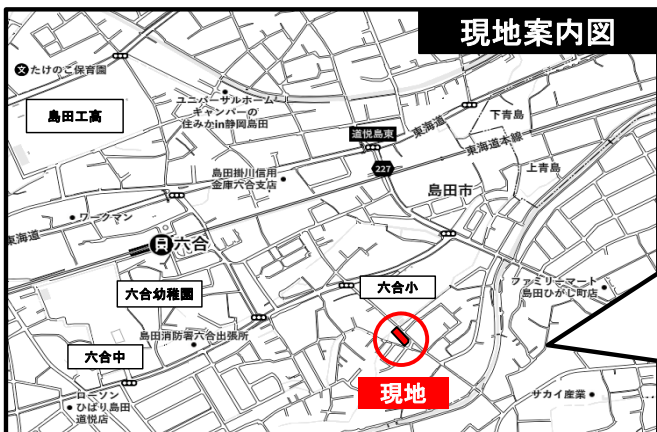 現地案内図
文
たけのこ保育園
島田工高
ユニバーサルホーム
キャンパーの
住みかin静岡島田
道悦島東
東海道
下青島
東海道本線
上青島
227
島田掛川信用
金庫六合支店
島田市
ワークマン
東海道
六合
六合幼稚園
六合小
ファミリーマート
島田ひがし町店
島田消防署六合出張所
六合中
現地
ローソン
ひばり島田
道悦店
サカイ産業